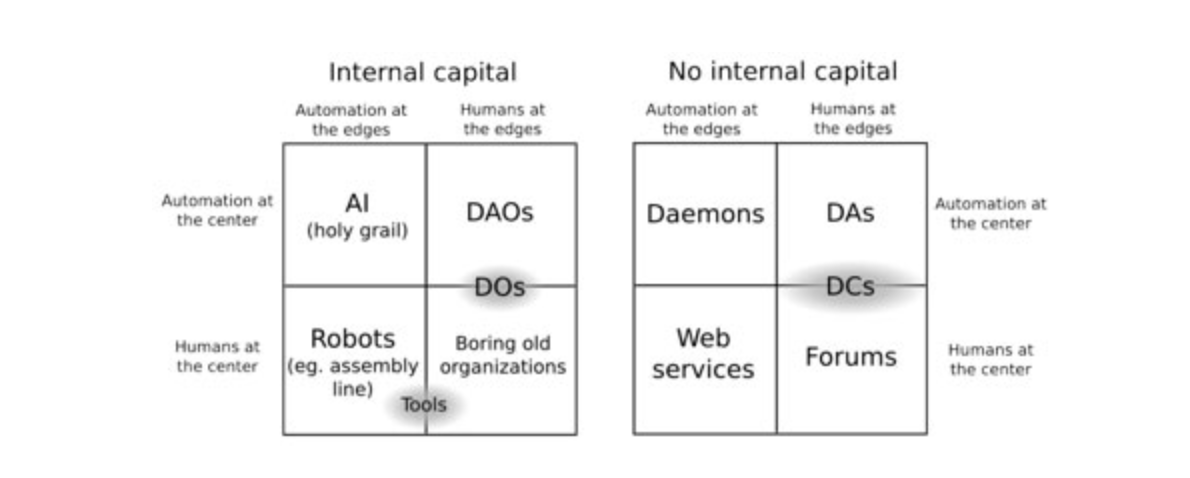 Internal capital
No internal capital
Automation at
the edges
Humans at
the edges
Automation at
the edges
Humans at
the edges
Automation at
the center
AI
(holy grail)
DAOs
Daemons
DAs
Automation at
the center
DOs
DCs
Humans at
the center
Robots
(eg. assembly
line)
Boring old
organizations
Tools
Web
services
Forums
Humans at
the center